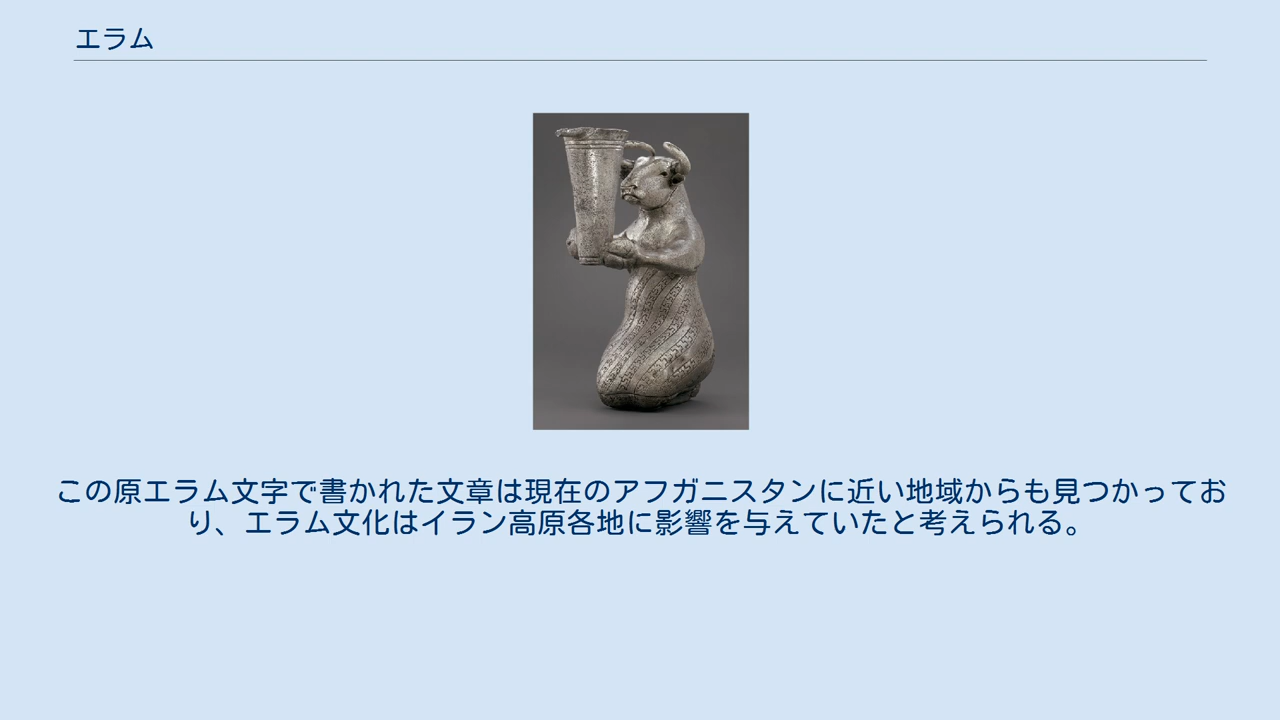 エラム
この原エラム文字で書かれた文章は現在のアフガニスタンに近い地域からも見つかってお
り、エラム文化はイラン高原各地に影響を与えていたと考えられる。